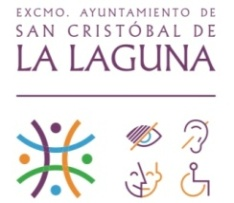 EXCMO. AYUNTAMIENTO DE
SAN CRISTÓBAL DE
LA LAGUNA